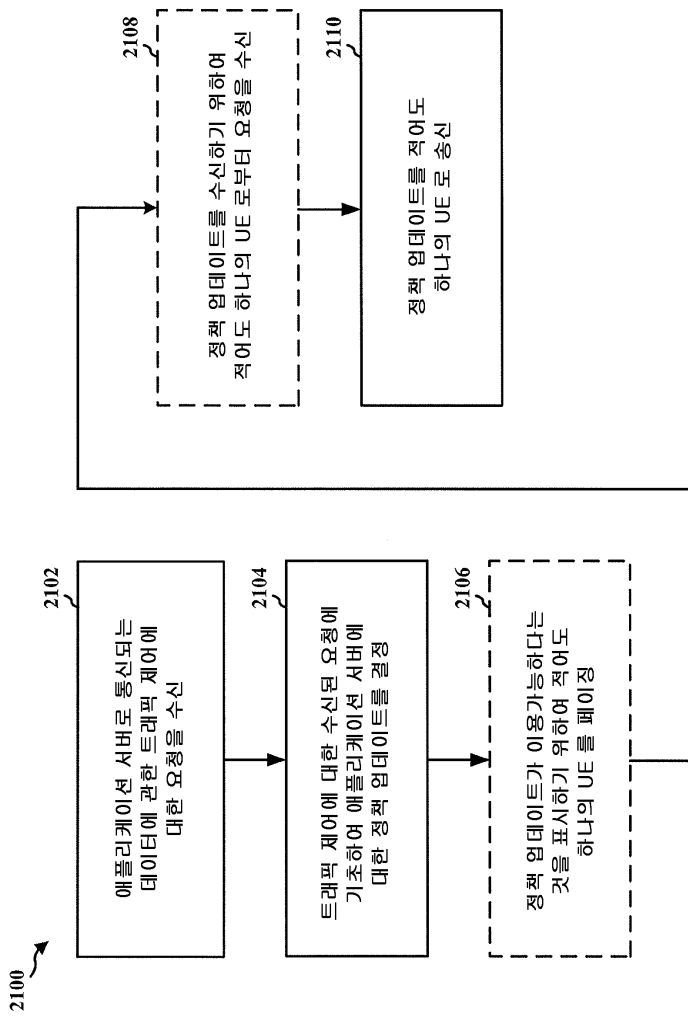 2100
2102
애플리케이션 서버로 통신되는
데이터에 관한 트래픽 제어에
대한 요청을 수신
2104
트래픽 제어에 대한 수신된 요청에
기초하여 애플리케이션 서버에
대한 정책 업데이트를 결정
2106
정책 업데이트가 이용가능하다는
것을 표시하기 위하여 적어도
하나의 UE 를 페이징
2108
정책 업데이트를 수신하기 위하여
적어도 하나의 UE 로부터 요청을 수신
2110
정책 업데이트를 적어도
하나의 UE 로 송신